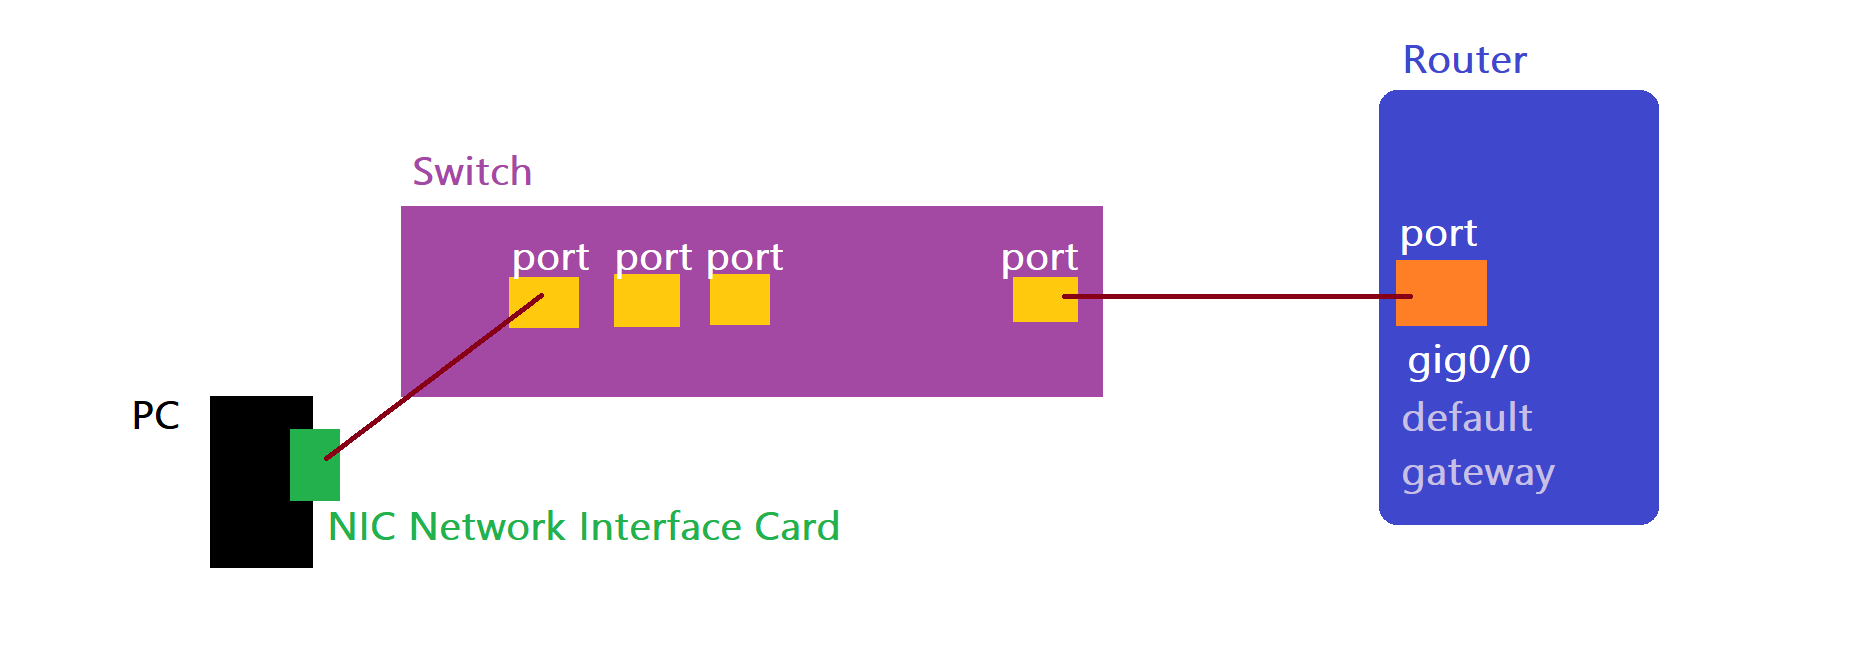 Router
Switch
port
port port port port
gig0/0
default
gateway
PC
NIC Network Interface Card